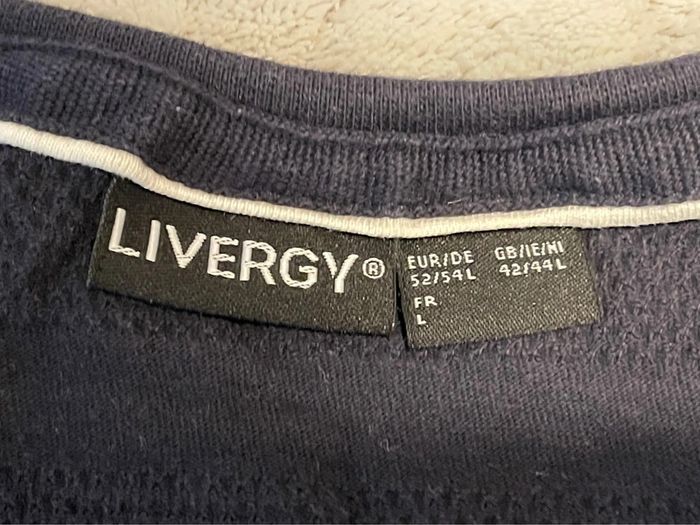 LIVERGY®
EUR/DE GB/IE/NI
52/54L 42/44L
FR
L